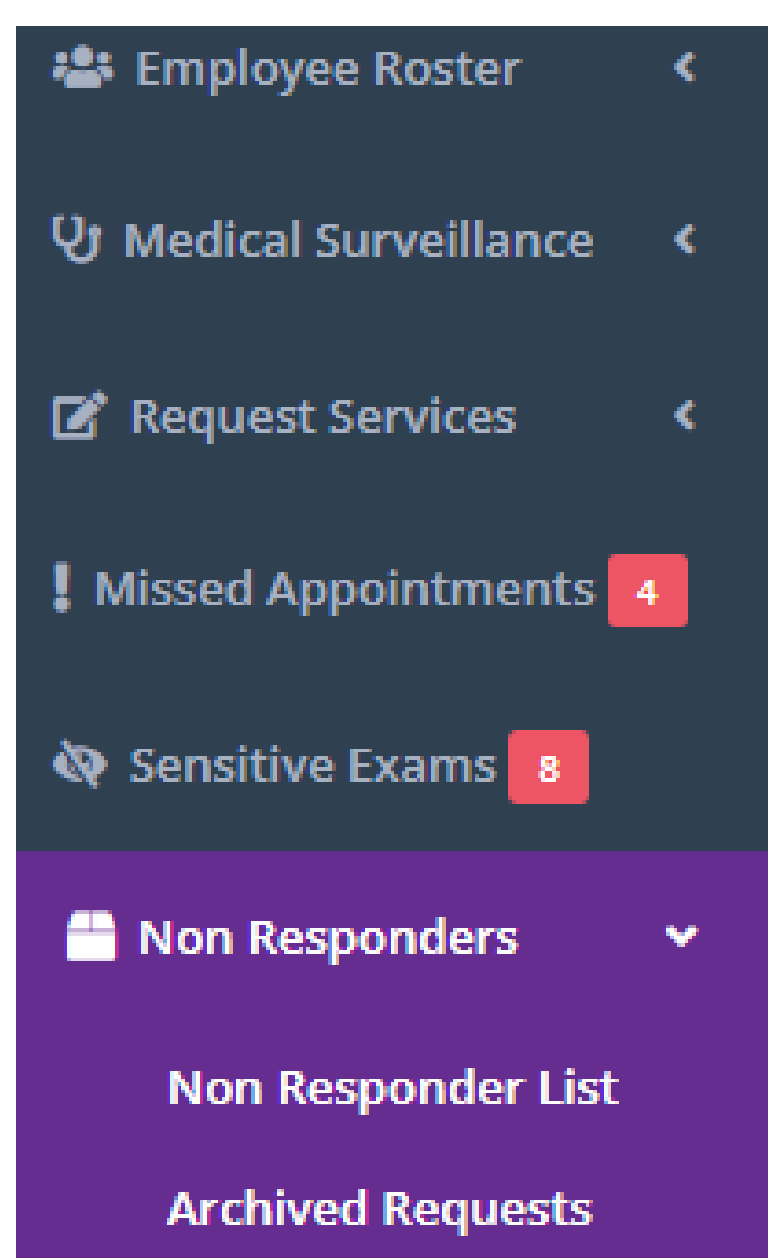 Employee Roster
Medical Surveillance
Request Services
Missed Appointments 4
Sensitive Exams 8
Non Responders
Non Responder List
Archived Requests